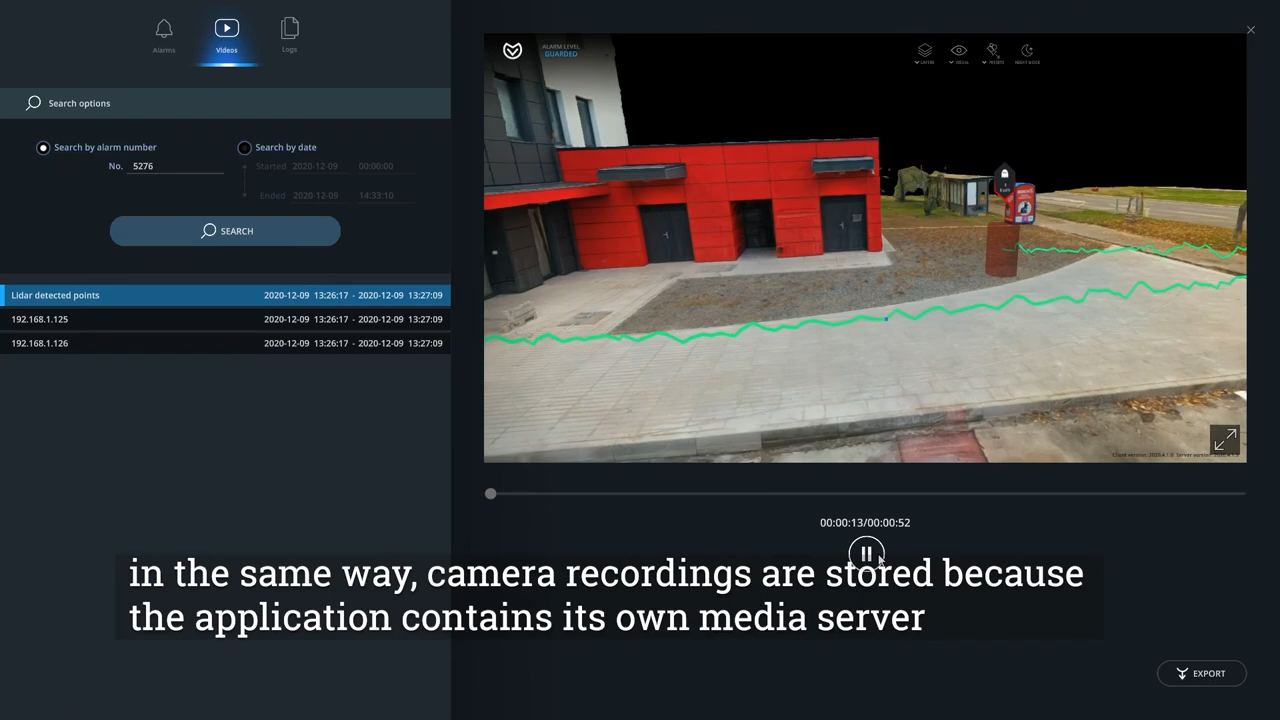 Alarms
Videos
Logs
Search options
Search by alarm number
No. 5276
Search by date
Started 2020-12-09 00:00:00
Ended 2020-12-09 14:33:10
SEARCH
Lidar detected points 2020-12-09 13:26:17 - 2020-12-09 13:27:09
192.168.1.125 2020-12-09 13:26:17 - 2020-12-09 13:27:09
192.168.1.126 2020-12-09 13:26:17 - 2020-12-09 13:27:09
ALARM LEVEL
GUARDED
LAYERS
VISUAL
PRESETS
NIGHT MODE
00:00:13/00:00:52
in the same way, camera recordings are stored because
the application contains its own media server
EXPORT